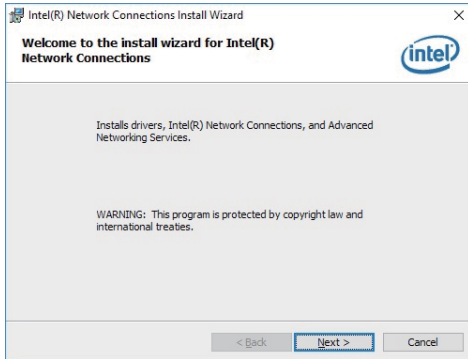 Intel(R) Network Connections Install Wizard
Welcome to the install wizard for Intel(R)
Network Connections
intel
Installs drivers, Intel(R) Network Connections, and Advanced
Networking Services.
WARNING: This program is protected by copyright law and
international treaties.
< Back
Next >
Cancel